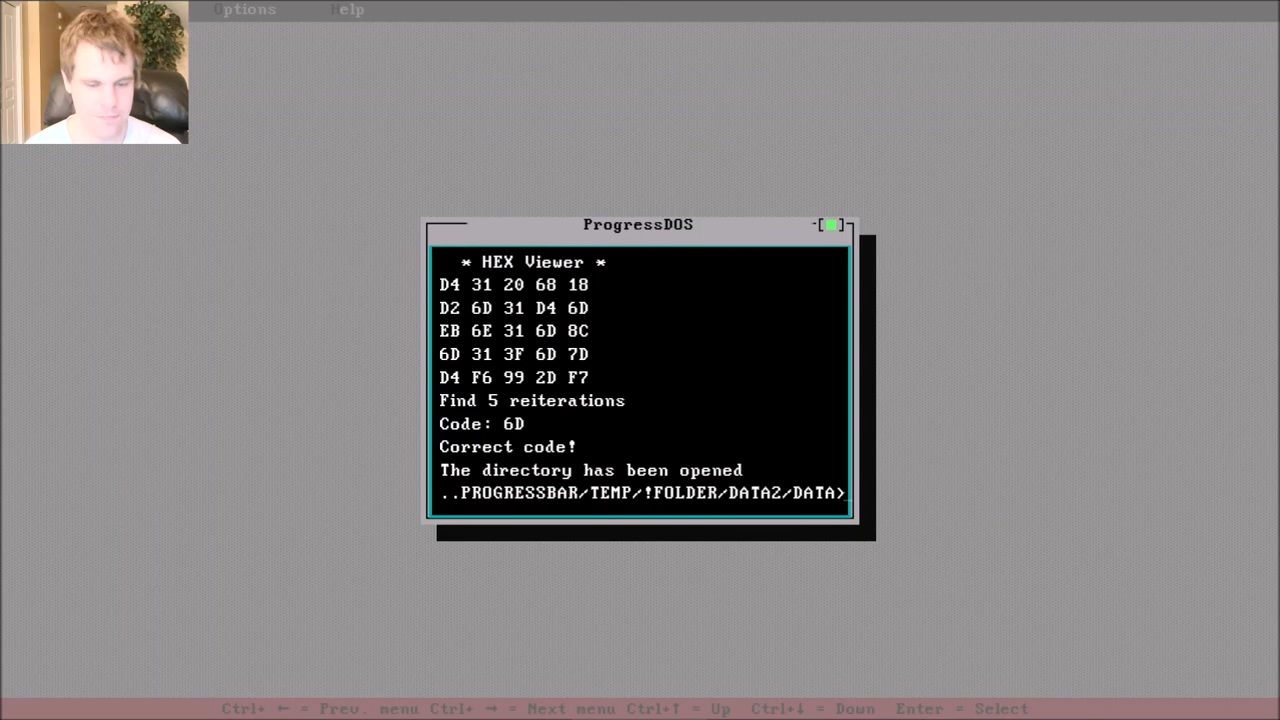 Options Help
ProgressDOS
* HEX Viewer *
D4 31 20 68 18
D2 6D 31 D4 6D
EB 6E 31 6D 8C
6D 31 3F 6D 7D
D4 F6 99 2D F7
Find 5 reiterations
Code: 6D
Correct code!
The directory has been opened
..PROGRESSBAR/TEMP/!FOLDER/DATA2/DATA>_
Ctrl+ ← = Prev. menu Ctrl+ → = Next menu Ctrl+↑ = Up Ctrl+↓ = Down Enter = Select